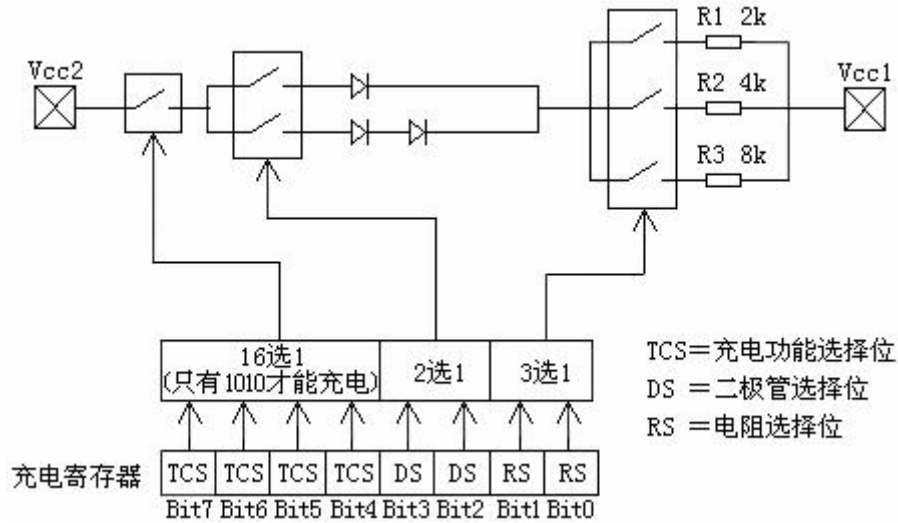 R1 2k
Vcc2
R2 4k
Vcc1
R3 8k
16选1
(只有1010才能充电)
2选1
3选1
TCS=充电功能选择位
DS =二极管选择位
RS =电阻选择位
充电寄存器
TCS TCS TCS TCS DS DS RS RS
Bit7 Bit6 Bit5 Bit4 Bit3 Bit2 Bit1 Bit0